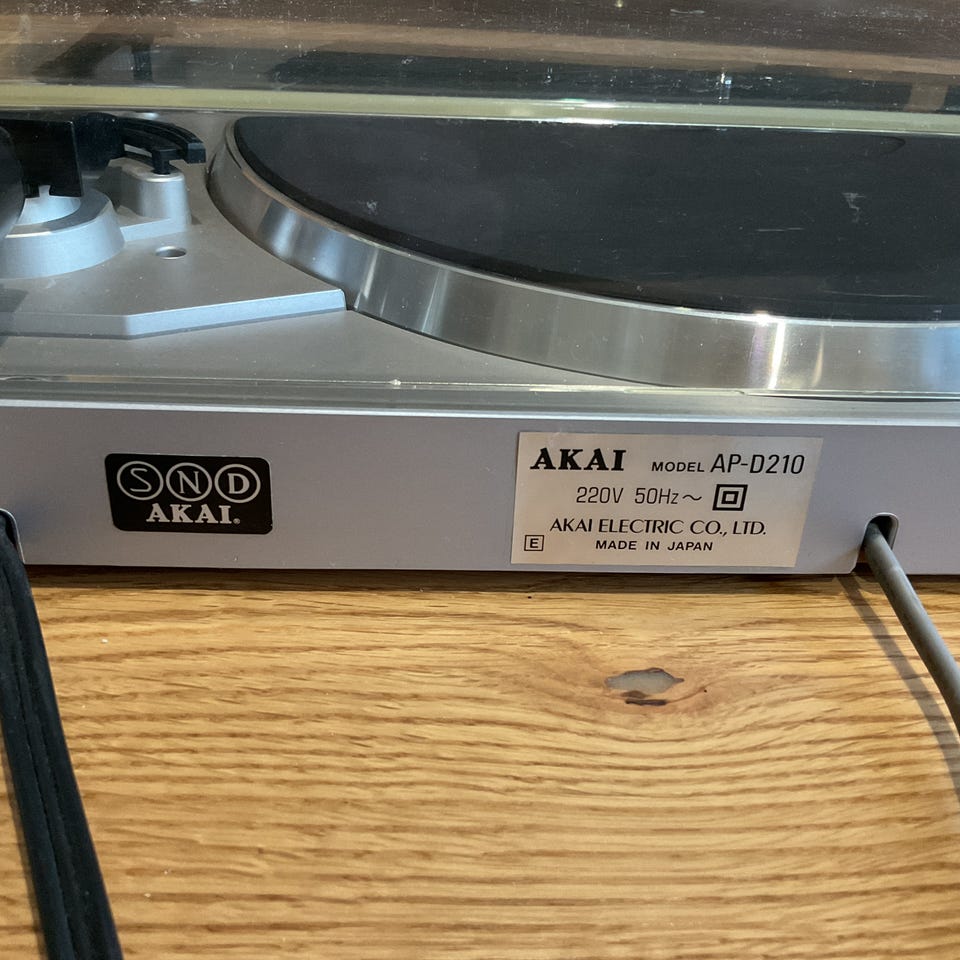 SND
AKAI®
AKAI MODEL AP-D210
220V 50Hz～
AKAI ELECTRIC CO., LTD.
E MADE IN JAPAN